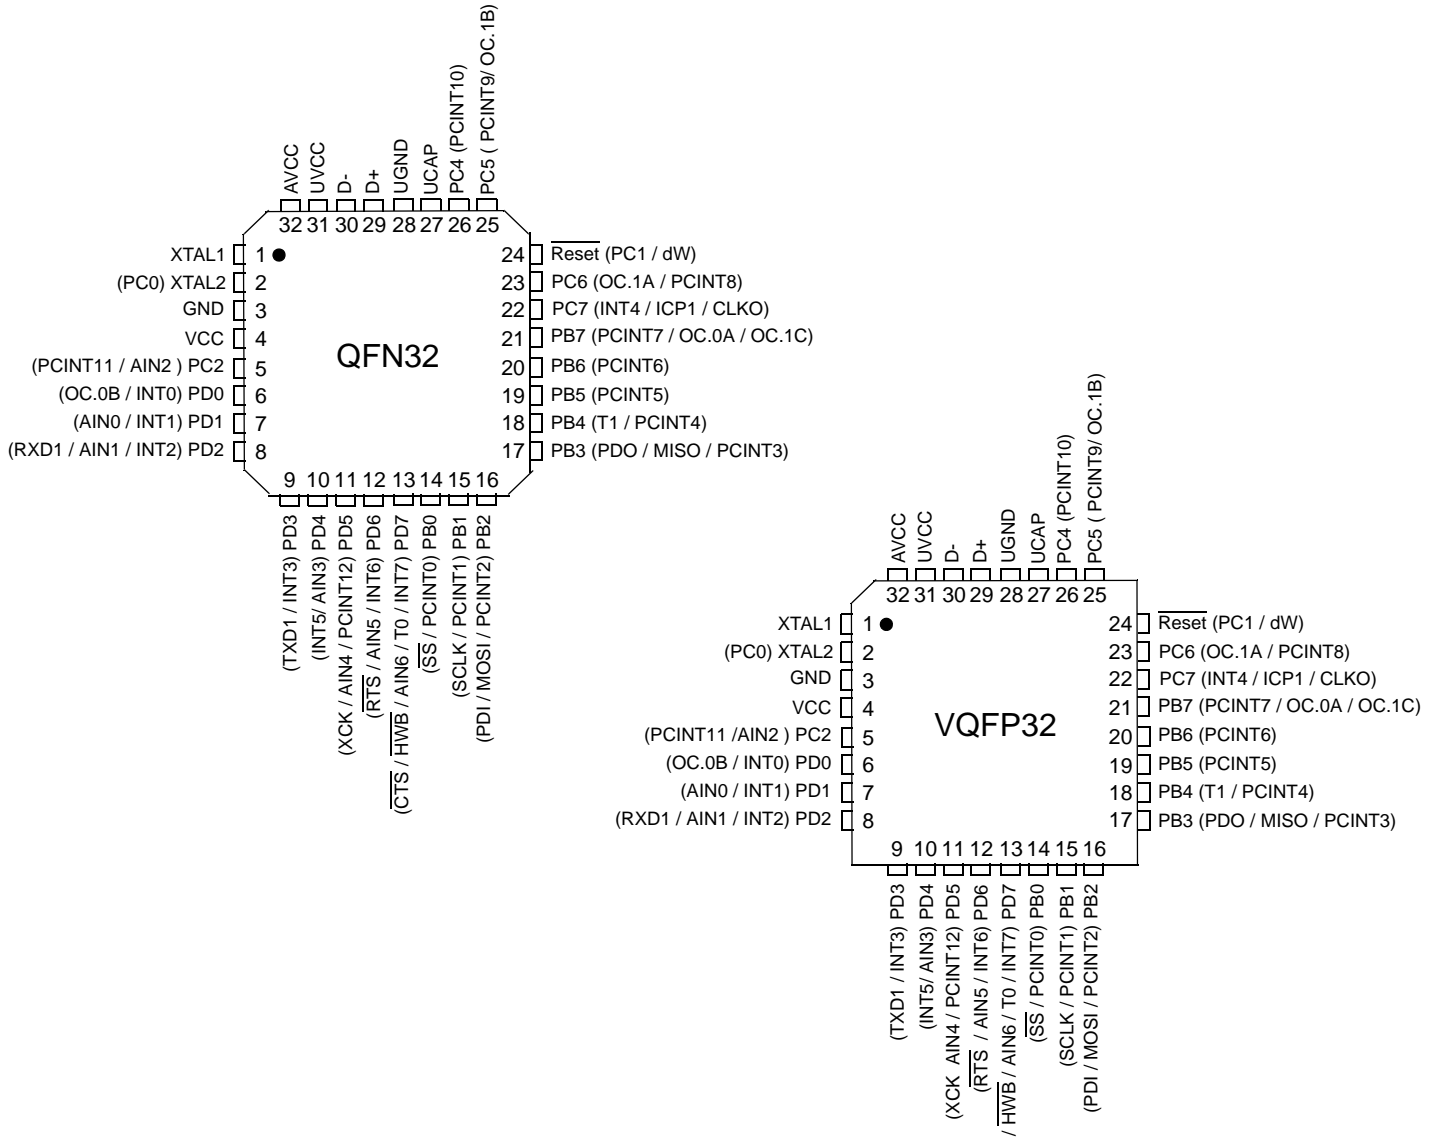 AVCC
UVCC
D-
D+
UGND
UCAP
PC4 (PCINT10)
PC5 ( PCINT9/ OC.1B)
32 31 30 29 28 27 26 25
XTAL1 1
(PC0) XTAL2 2
GND 3
VCC 4
(PCINT11 / AIN2 ) PC2 5
(OC.0B / INT0) PD0 6
(AIN0 / INT1) PD1 7
(RXD1 / AIN1 / INT2) PD2 8
QFN32
24 Reset (PC1 / dW)
23 PC6 (OC.1A / PCINT8)
22 PC7 (INT4 / ICP1 / CLKO)
21 PB7 (PCINT7 / OC.0A / OC.1C)
20 PB6 (PCINT6)
19 PB5 (PCINT5)
18 PB4 (T1 / PCINT4)
17 PB3 (PDO / MISO / PCINT3)
9 10 11 12 13 14 15 16
(TXD1 / INT3) PD3
(INT5/ AIN3) PD4
(XCK / AIN4 / PCINT12) PD5
(RTS / AIN5 / INT6) PD6
(CTS / HWB / AIN6 / T0 / INT7) PD7
(SS / PCINT0) PB0
(SCLK / PCINT1) PB1
(PDI / MOSI / PCINT2) PB2
AVCC
UVCC
D-
D+
UGND
UCAP
PC4 (PCINT10)
PC5 ( PCINT9/ OC.1B)
32 31 30 29 28 27 26 25
XTAL1 1
(PC0) XTAL2 2
GND 3
VCC 4
(PCINT11 /AIN2 ) PC2 5
(OC.0B / INT0) PD0 6
(AIN0 / INT1) PD1 7
(RXD1 / AIN1 / INT2) PD2 8
VQFP32
24 Reset (PC1 / dW)
23 PC6 (OC.1A / PCINT8)
22 PC7 (INT4 / ICP1 / CLKO)
21 PB7 (PCINT7 / OC.0A / OC.1C)
20 PB6 (PCINT6)
19 PB5 (PCINT5)
18 PB4 (T1 / PCINT4)
17 PB3 (PDO / MISO / PCINT3)
9 10 11 12 13 14 15 16
(TXD1 / INT3) PD3
(INT5/ AIN3) PD4
(XCK AIN4 / PCINT12) PD5
(RTS / AIN5 / INT6) PD6
/ HWB / AIN6 / T0 / INT7) PD7
(SS / PCINT0) PB0
(SCLK / PCINT1) PB1
(PDI / MOSI / PCINT2) PB2